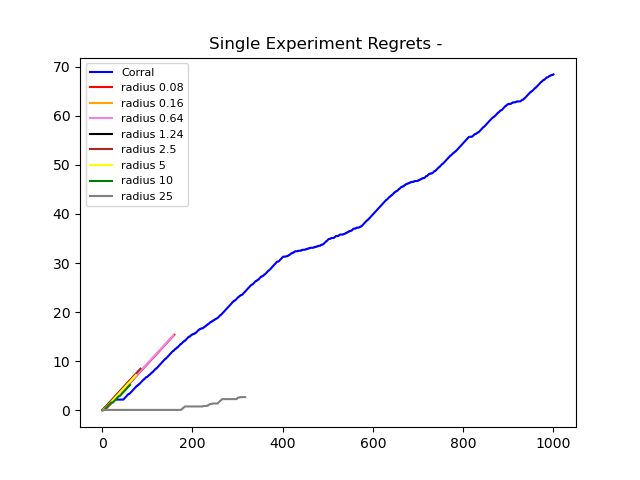 Single Experiment Regrets -
70
60
50
40
30
20
10
0
Corral
radius 0.08
radius 0.16
radius 0.64
radius 1.24
radius 2.5
radius 5
radius 10
radius 25
0 200 400 600 800 1000